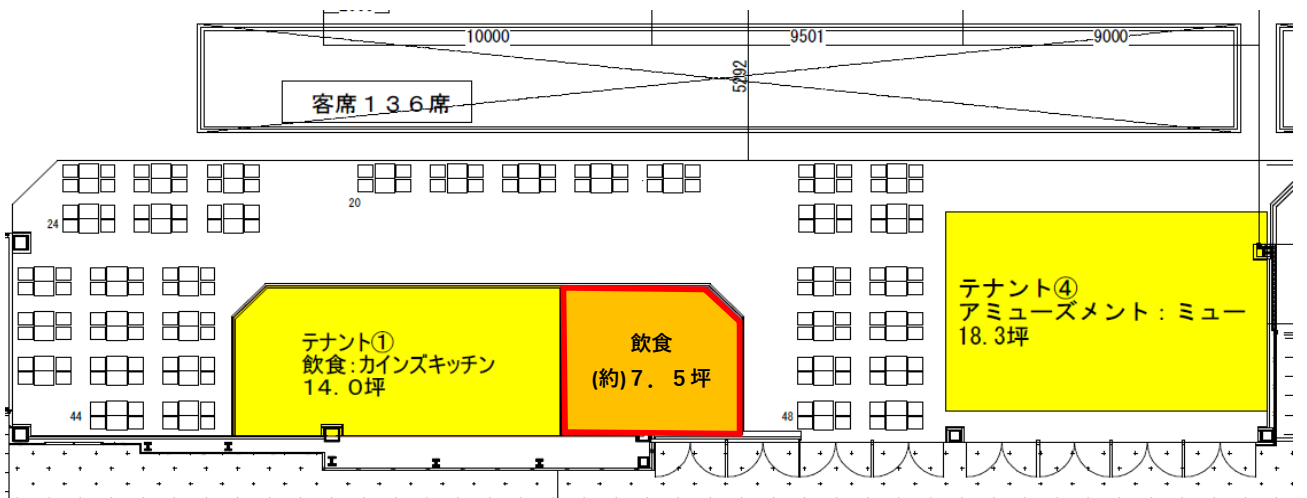 10000
9501
9000
5292
客席１３６席
20
24
テナント④
アミューズメント：ミュー
18.3坪
テナント①
飲食:カインズキッチン
14.0坪
飲食
(約)７．５坪
44
48